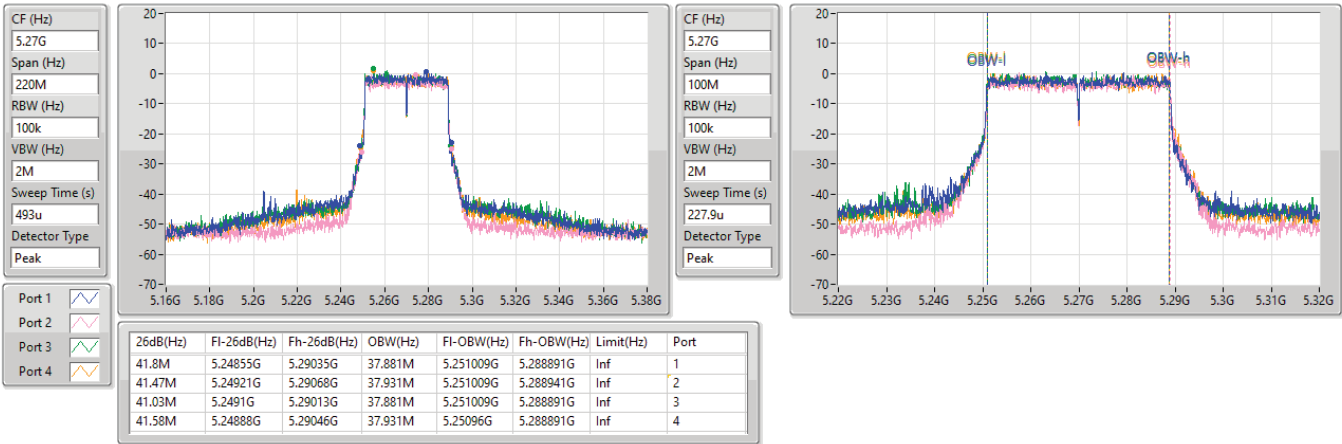 CF (Hz)
5.27G
Span (Hz)
220M
RBW (Hz)
100k
VBW (Hz)
2M
Sweep Time (s)
493u
Detector Type
Peak
20
10
0
-10
-20
-30
-40
-50
-60
-70
5.16G 5.18G 5.2G 5.22G 5.24G 5.26G 5.28G 5.3G 5.32G 5.34G 5.36G 5.38G
CF (Hz)
5.27G
Span (Hz)
100M
RBW (Hz)
100k
VBW (Hz)
2M
Sweep Time (s)
227.9u
Detector Type
Peak
20
10
0
-10
-20
-30
-40
-50
-60
-70
OBW-l OBW-h
5.22G 5.23G 5.24G 5.25G 5.26G 5.27G 5.28G 5.29G 5.3G 5.31G 5.32G
Port 1
Port 2
Port 3
Port 4
26dB(Hz) Fl-26dB(Hz) Fh-26dB(Hz) OBW(Hz) Fl-OBW(Hz) Fh-OBW(Hz) Limit(Hz) Port
41.8M 5.24855G 5.29035G 37.881M 5.251009G 5.288891G Inf 1
41.47M 5.24921G 5.29068G 37.931M 5.251009G 5.288941G Inf 2
41.03M 5.2491G 5.29013G 37.881M 5.251009G 5.288891G Inf 3
41.58M 5.24888G 5.29046G 37.931M 5.25096G 5.288891G Inf 4